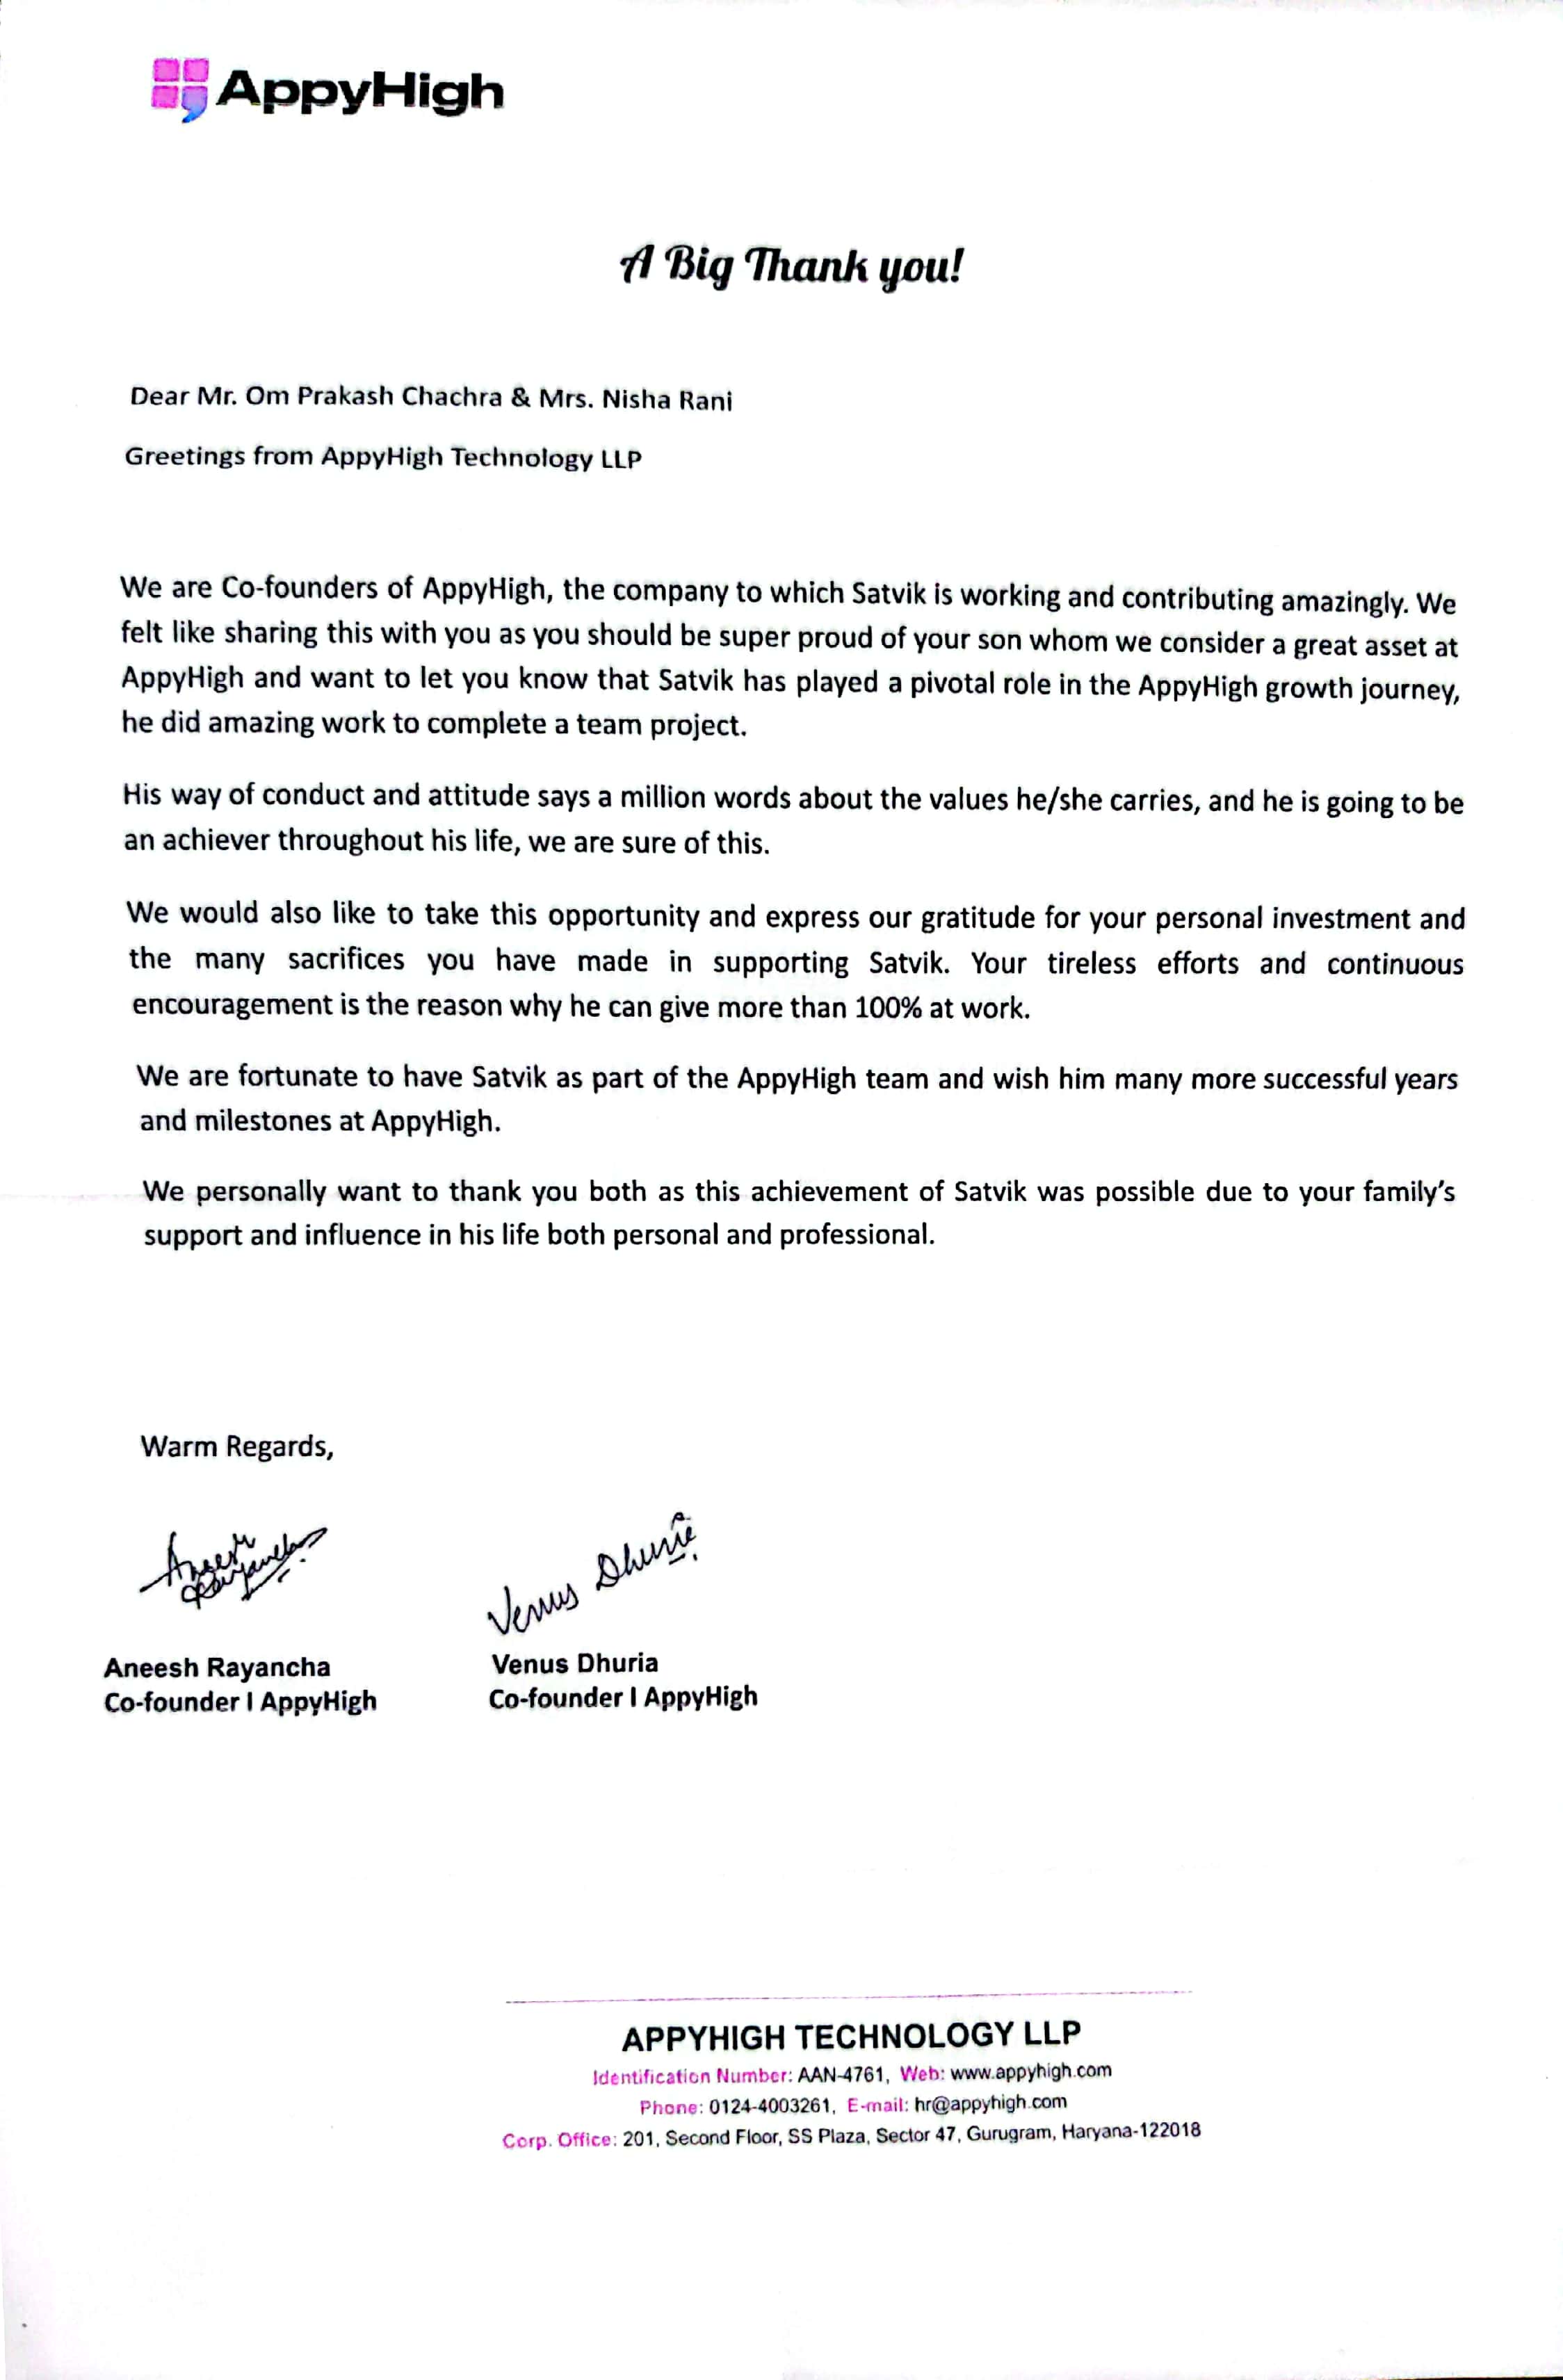 AppyHigh
A Big Thank you!
Dear Mr. Om Prakash Chachra & Mrs. Nisha Rani
Greetings from AppyHigh Technology LLP
We are Co-founders of AppyHigh, the company to which Satvik is working and contributing amazingly. We
felt like sharing this with you as you should be super proud of your son whom we consider a great asset at
AppyHigh and want to let you know that Satvik has played a pivotal role in the AppyHigh growth journey,
he did amazing work to complete a team project.
His way of conduct and attitude says a million words about the values he/she carries, and he is going to be
an achiever throughout his life, we are sure of this.
We would also like to take this opportunity and express our gratitude for your personal investment and
the many sacrifices you have made in supporting Satvik. Your tireless efforts and continuous
encouragement is the reason why he can give more than 100% at work.
We are fortunate to have Satvik as part of the AppyHigh team and wish him many more successful years
and milestones at AppyHigh.
We personally want to thank you both as this achievement of Satvik was possible due to your family's
support and influence in his life both personal and professional.
Warm Regards,
Aneesh Rayancha
Venus Dhuria
Aneesh Rayancha
Co-founder I AppyHigh
Venus Dhuria
Co-founder I AppyHigh
APPYHIGH TECHNOLOGY LLP
Identification Number: AAN-4761, Web: www.appyhigh.com
Phone: 0124-4003261, E-mail: hr@appyhigh.com
Corp. Office: 201, Second Floor, SS Plaza, Sector 47, Gurugram, Haryana-122018